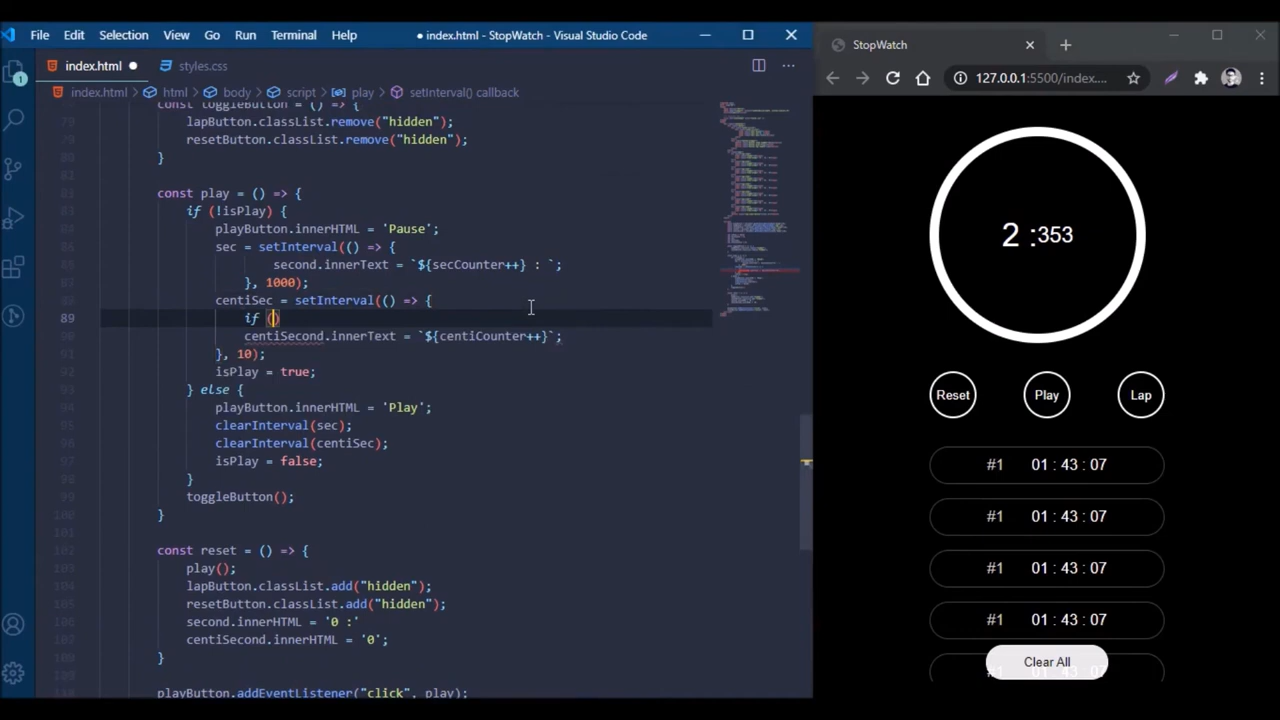 File Edit Selection View Go Run Terminal Help ● index.html - StopWatch - Visual Studio Code
index.html ● styles.css
index.html > html > body > script > play > setInterval() callback
const toggleButton = () => {
lapButton.classList.remove("hidden");
resetButton.classList.remove("hidden");
}
const play = () => {
if (!isPlay) {
playButton.innerHTML = 'Pause';
sec = setInterval(() => {
second.innerText = `${secCounter++} : `;
}, 1000);
centiSec = setInterval(() => {
89 if ()
centiSecond.innerText = `${centiCounter++}`;
}, 10);
isPlay = true;
} else {
playButton.innerHTML = 'Play';
clearInterval(sec);
clearInterval(centiSec);
isPlay = false;
}
toggleButton();
}
const reset = () => {
play();
lapButton.classList.add("hidden");
resetButton.classList.add("hidden");
second.innerHTML = '0 :'
centiSecond.innerHTML = '0';
}
playButton.addEventListener("click", play);
1
StopWatch
127.0.0.1:5500/index....
2 :353
Reset Play Lap
#1 01 : 43 : 07
#1 01 : 43 : 07
#1 01 : 43 : 07
#1 01 : 43 : 07
Clear All